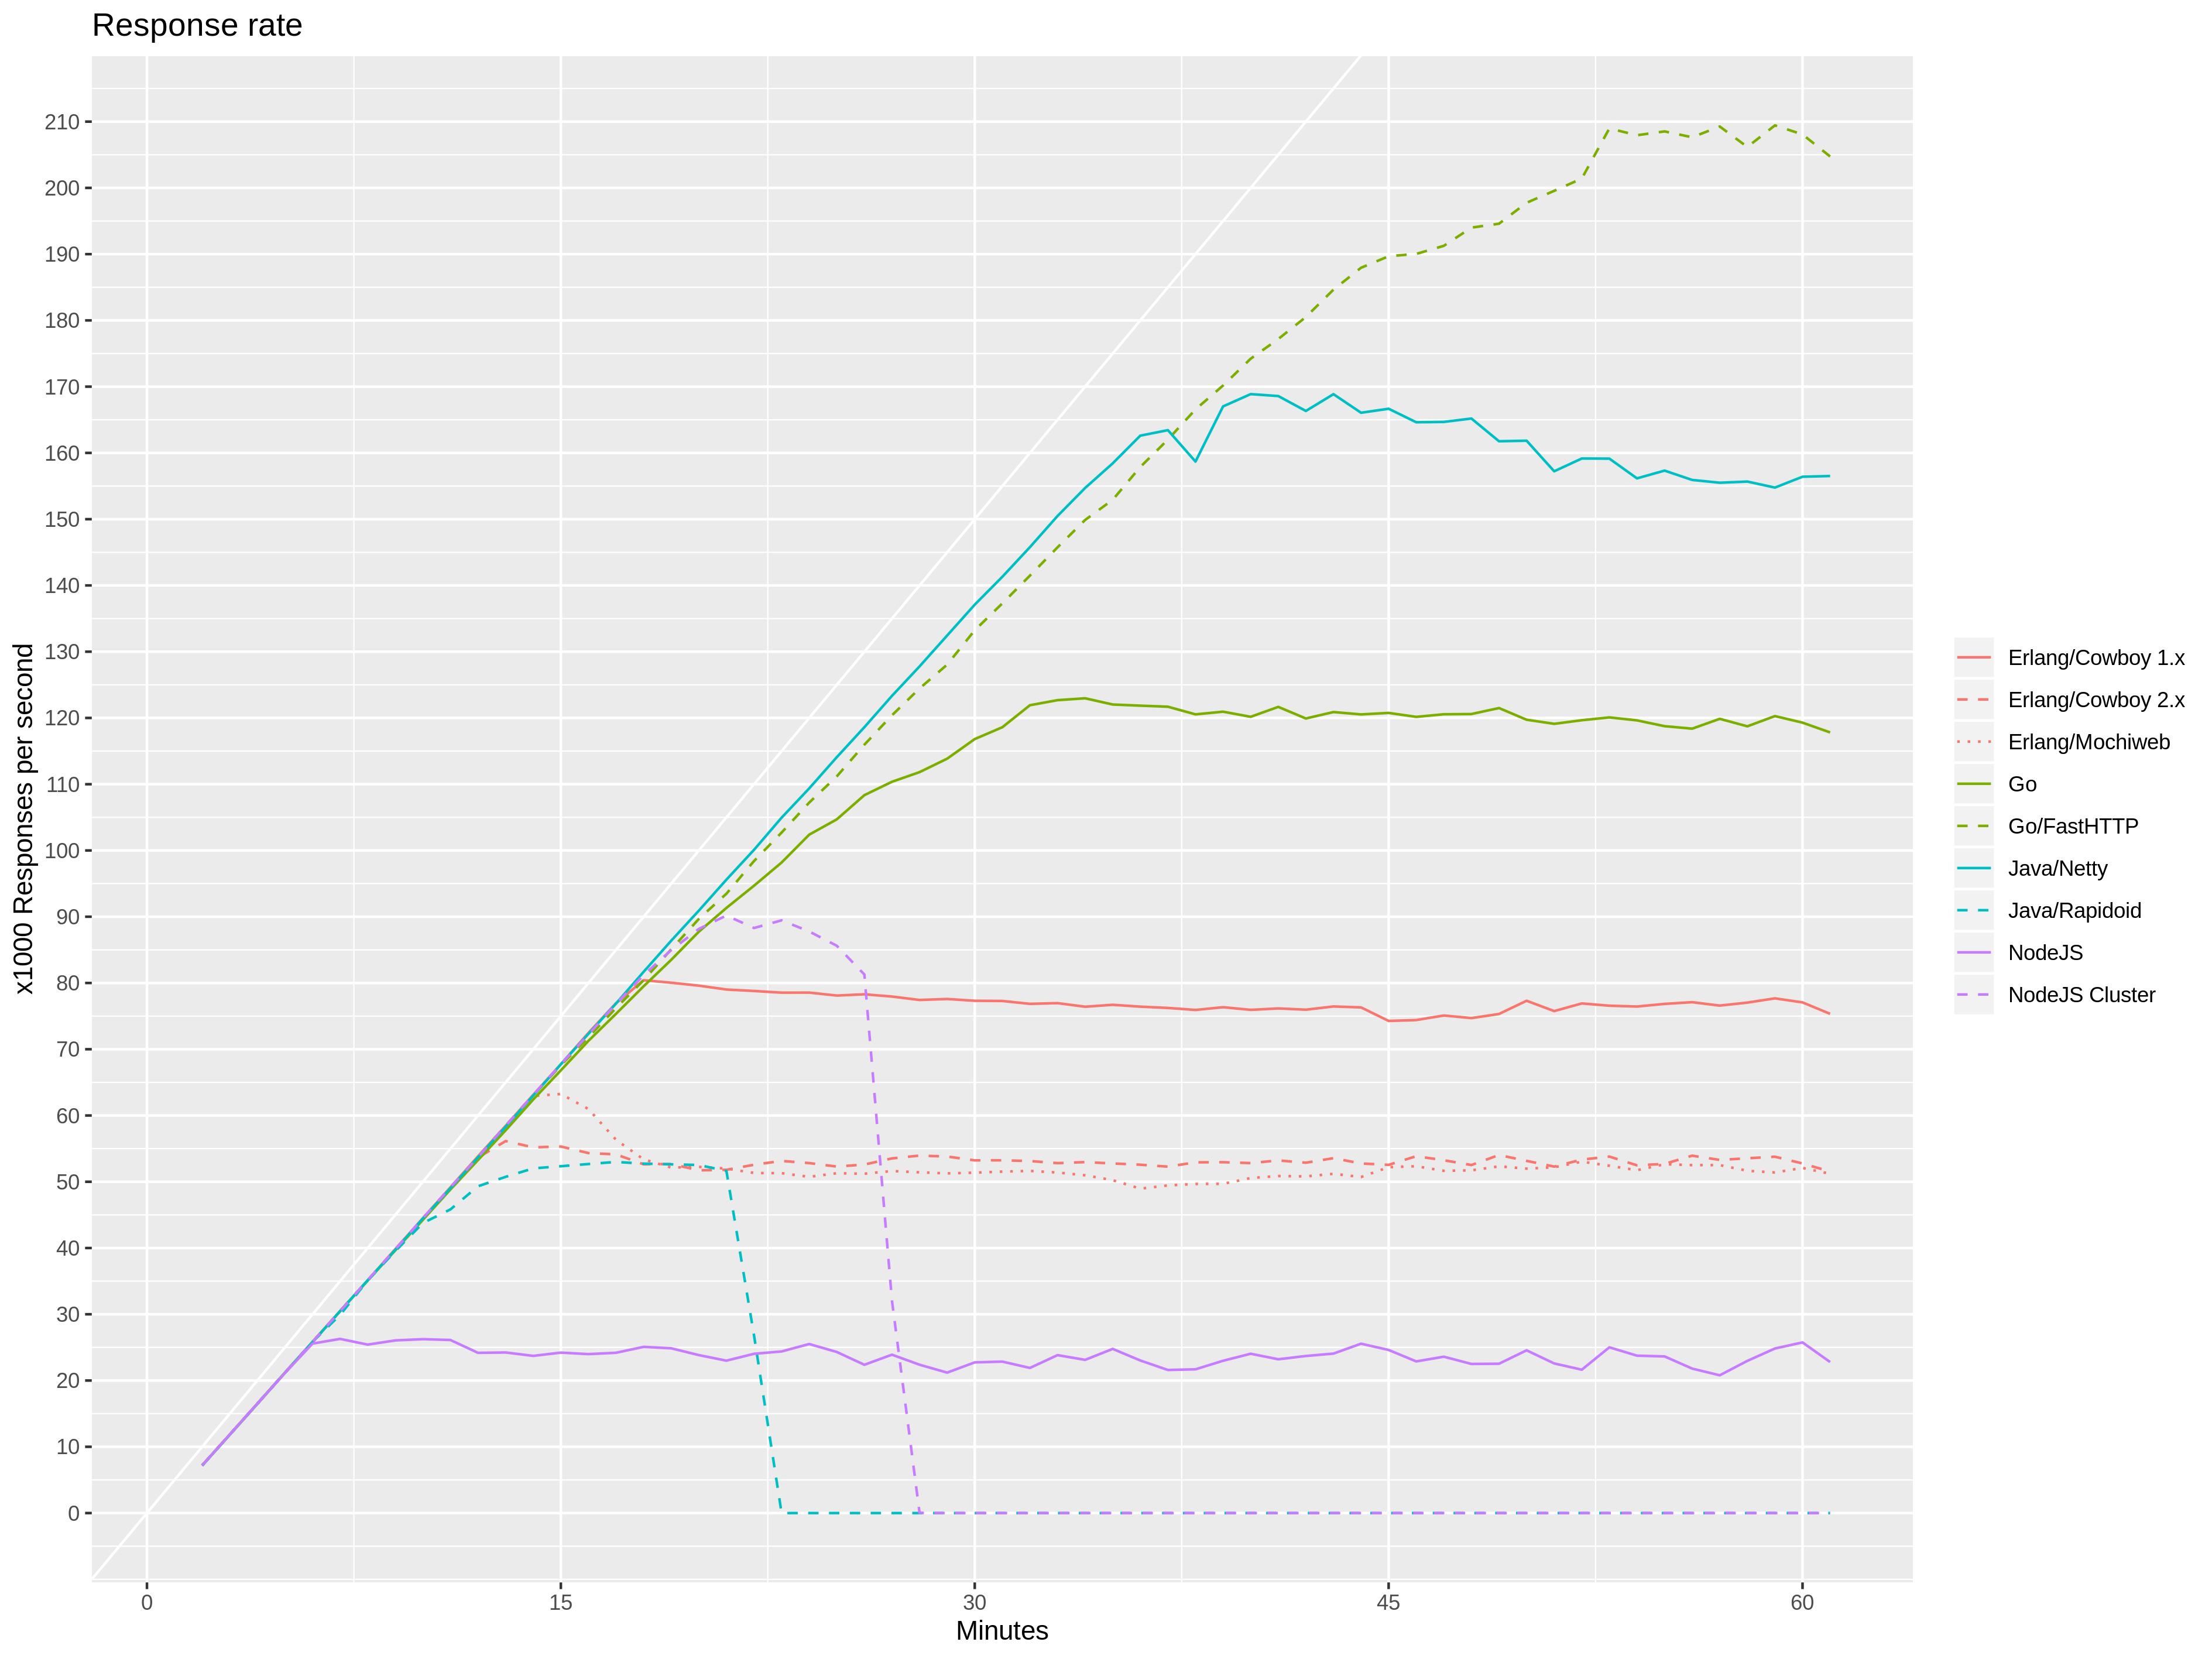 Response rate
x1000 Responses per second
210
200
190
180
170
160
150
140
130
120
110
100
90
80
70
60
50
40
30
20
10
0
0 15 30 45 60
Minutes
Erlang/Cowboy 1.x
Erlang/Cowboy 2.x
Erlang/Mochiweb
Go
Go/FastHTTP
Java/Netty
Java/Rapidoid
NodeJS
NodeJS Cluster